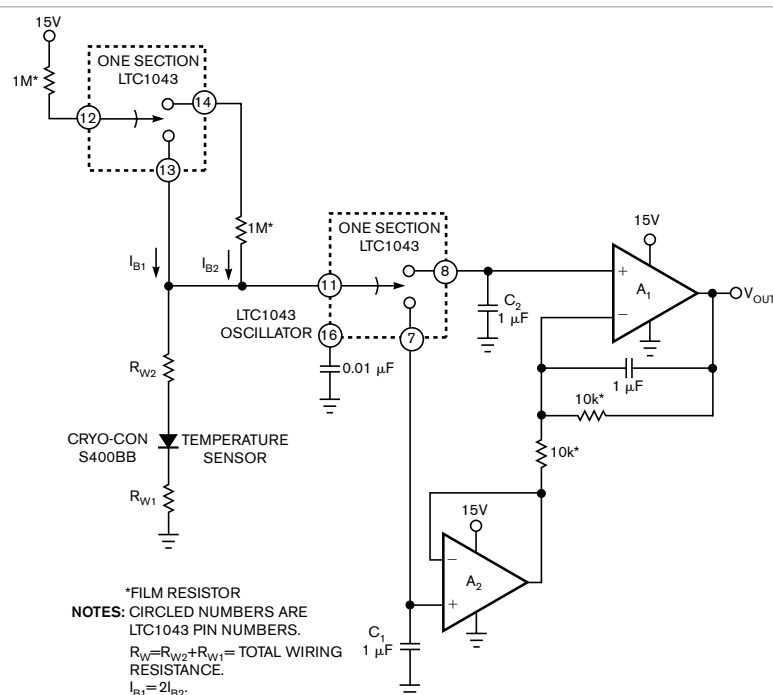 15V
ONE SECTION
LTC1043
1M*
12
14
13
1M*
ONE SECTION
LTC1043
15V
I_B1
I_B2
11
8
+
A_1
−
V_OUT
C_2
1 μF
LTC1043
OSCILLATOR
16
7
0.01 μF
1 μF
R_W2
10k*
CRYO-CON
S400BB
TEMPERATURE
SENSOR
10k*
R_W1
15V
−
A_2
+
*FILM RESISTOR
NOTES: CIRCLED NUMBERS ARE
LTC1043 PIN NUMBERS.
R_W=R_W2+R_W1= TOTAL WIRING
RESISTANCE.
I_B1=2I_B2.
C_1
1 μF